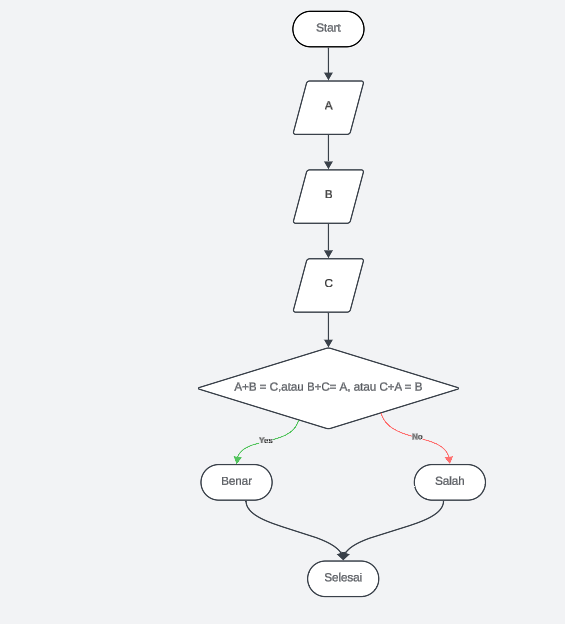 Start
A
B
C
A+B = C,atau B+C= A, atau C+A = B
Yes
No
Benar
Salah
Selesai